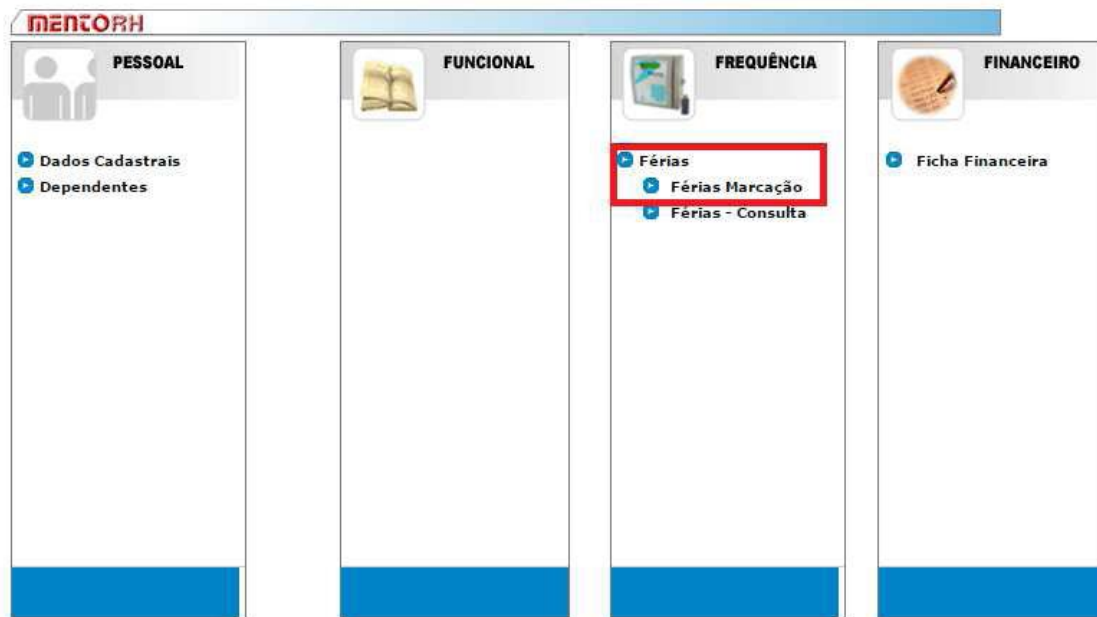 MENTORH
PESSOAL
Dados Cadastrais
Dependentes
FUNCIONAL
FREQUÊNCIA
Férias
Férias Marcação
Férias - Consulta
FINANCEIRO
Ficha Financeira